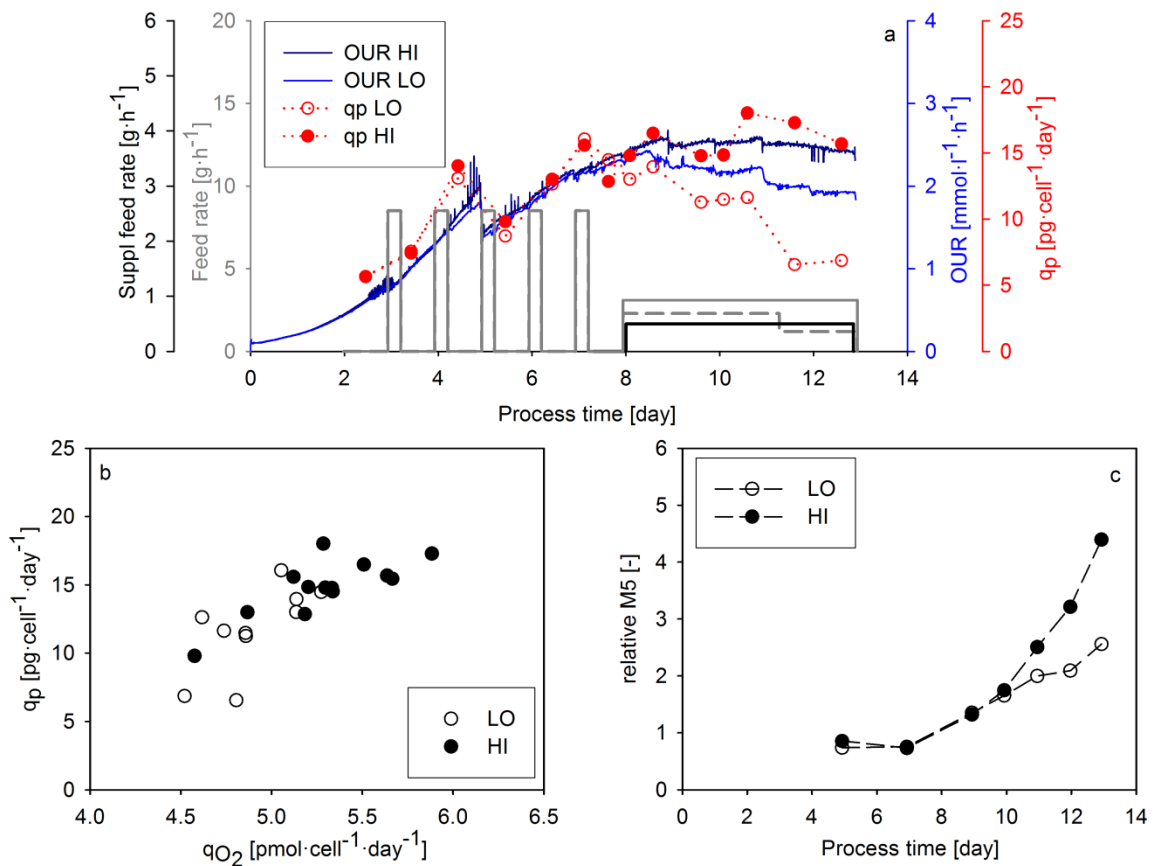 a
OUR HI
OUR LO
qp LO
qp HI
Suppl feed rate [g·h⁻¹]
0
1
2
3
4
5
6
Feed rate [g·h⁻¹]
0
5
10
15
20
OUR [mmol·l⁻¹·h⁻¹]
0
1
2
3
4
qp [pg·cell⁻¹·day⁻¹]
0
5
10
15
20
25
0 2 4 6 8 10 12 14
Process time [day]
b
qp [pg·cell⁻¹·day⁻¹]
25
20
15
10
5
0
LO
HI
4.0 4.5 5.0 5.5 6.0 6.5
qO₂ [pmol·cell⁻¹·day⁻¹]
c
LO
HI
relative M5 [-]
6
5
4
3
2
1
0
0 2 4 6 8 10 12 14
Process time [day]